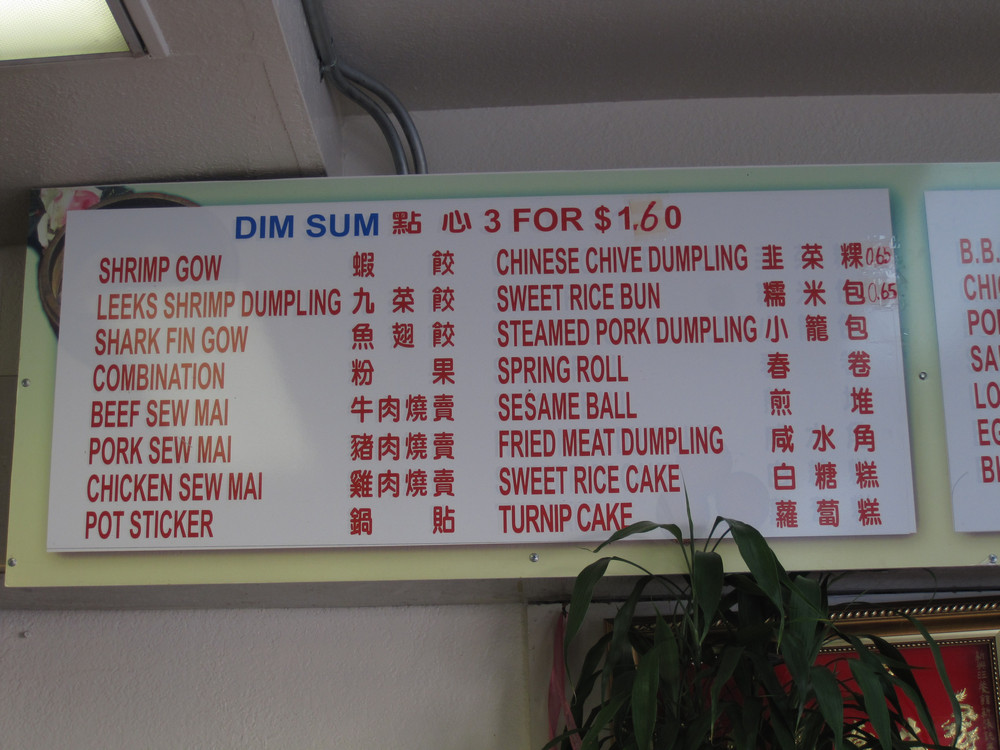 DIM SUM 點 心 3 FOR $1.60
SHRIMP GOW 蝦 餃
LEEKS SHRIMP DUMPLING 九 菜 餃
SHARK FIN GOW 魚 翅 餃
COMBINATION 粉 果
BEEF SEW MAI 牛肉燒賣
PORK SEW MAI 豬肉燒賣
CHICKEN SEW MAI 雞肉燒賣
POT STICKER 鍋 貼
CHINESE CHIVE DUMPLING 韭 菜 粿 0.65
SWEET RICE BUN 糯 米 包 0.65
STEAMED PORK DUMPLING 小 籠 包
SPRING ROLL 春 卷
SESAME BALL 煎 堆
FRIED MEAT DUMPLING 咸 水 角
SWEET RICE CAKE 白 糖 糕
TURNIP CAKE 蘿 蔔 糕
B.B.